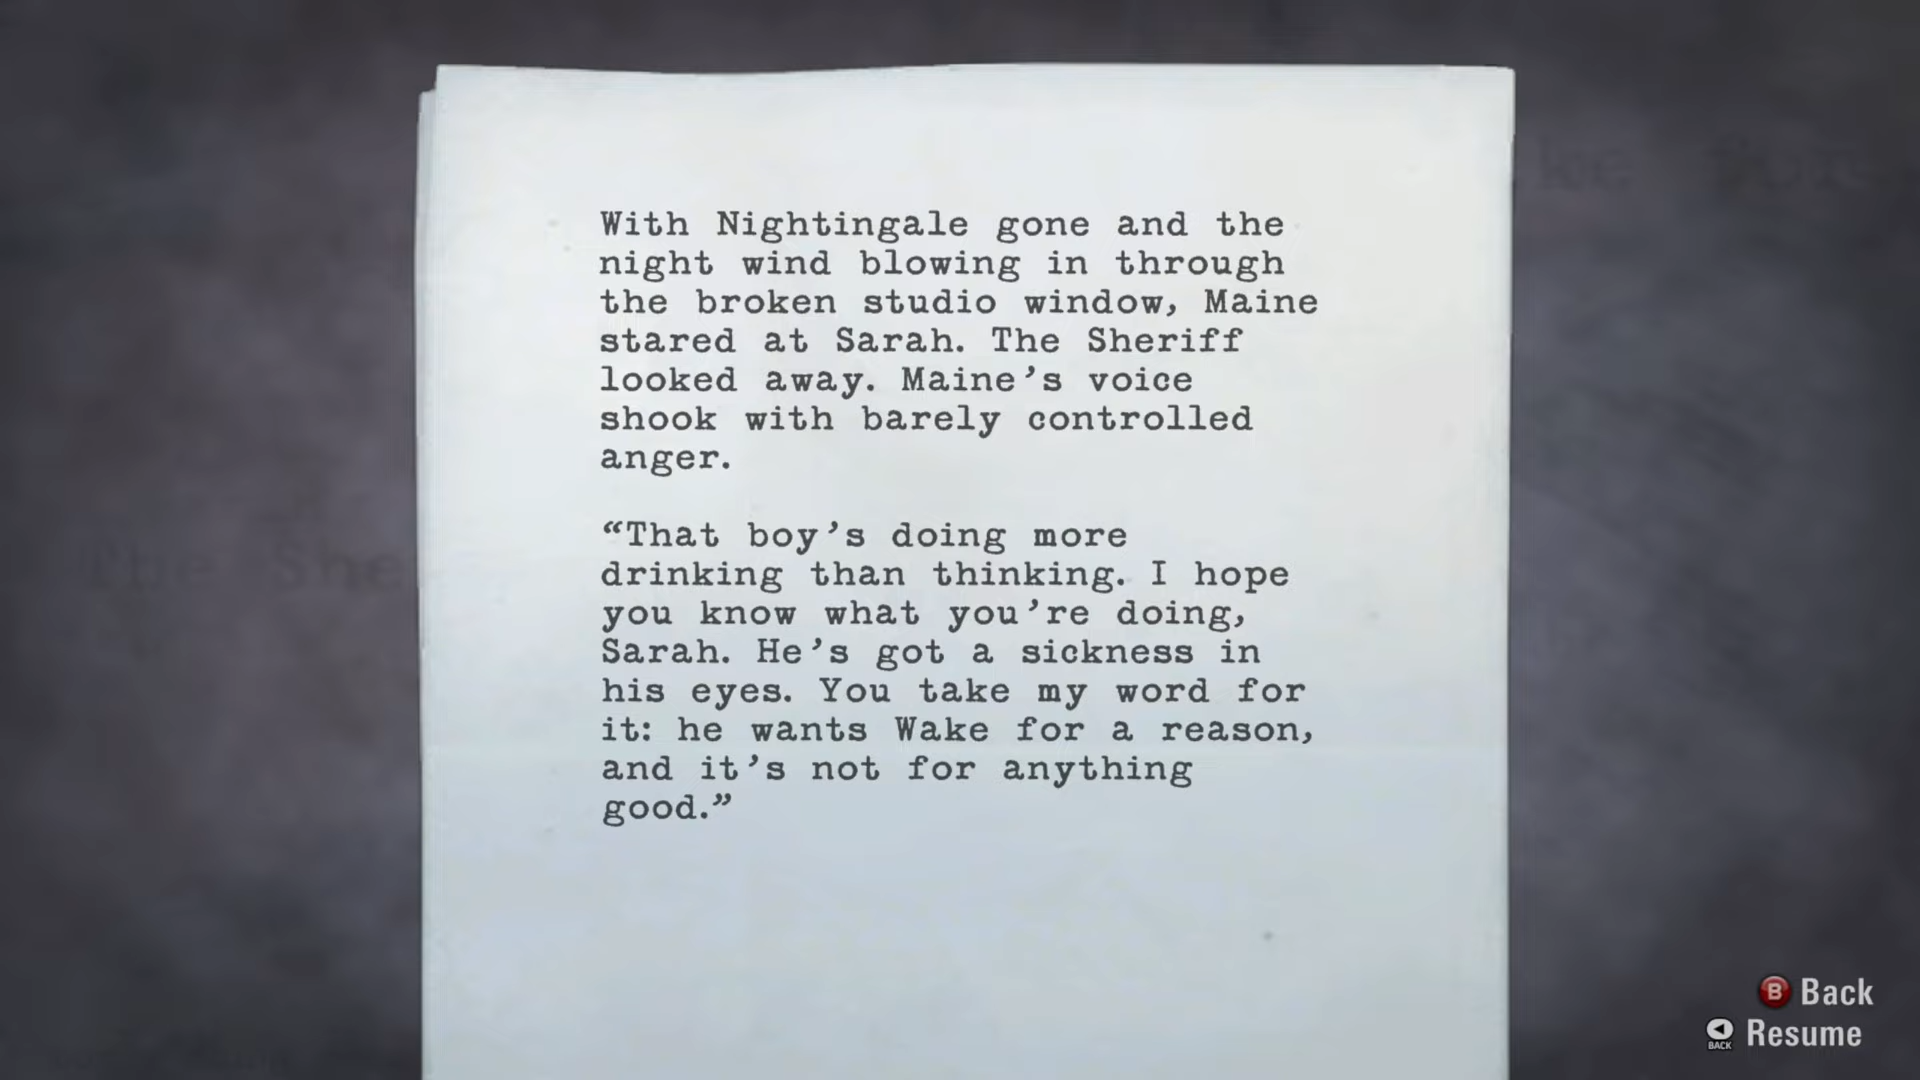 With Nightingale gone and the
night wind blowing in through
the broken studio window, Maine
stared at Sarah. The Sheriff
looked away. Maine’s voice
shook with barely controlled
anger.
“That boy’s doing more
drinking than thinking. I hope
you know what you’re doing,
Sarah. He’s got a sickness in
his eyes. You take my word for
it: he wants Wake for a reason,
and it’s not for anything
good.”
The She
B Back
BACK Resume